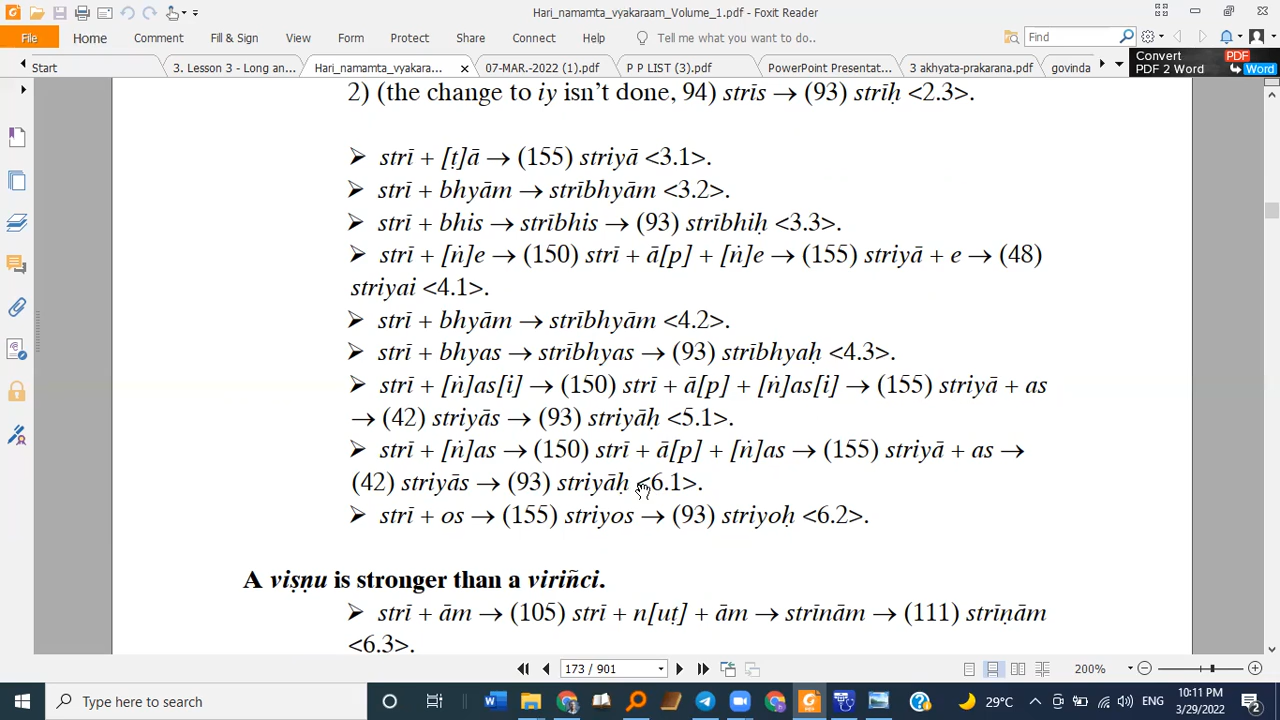 Hari_namamta_vyakaraam_Volume_1.pdf - Foxit Reader
File Home Comment Fill & Sign View Form Protect Share Connect Help Tell me what you want to do.. Find
Start 3. Lesson 3 - Long an... Hari_namamta_vyakara... 07-MAR-22 (1).pdf P P LIST (3).pdf PowerPoint Presentat... 3 akhyata-prakarana.pdf govinda
Convert PDF
PDF 2 Word Word
2) (the change to iy isn’t done, 94) strīs → (93) strīḥ <2.3>.
➢ strī + [ṭ]ā → (155) striyā <3.1>.
➢ strī + bhyām → strībhyām <3.2>.
➢ strī + bhis → strībhis → (93) strībhiḥ <3.3>.
➢ strī + [ṅ]e → (150) strī + ā[p] + [ṅ]e → (155) striyā + e → (48)
striyai <4.1>.
➢ strī + bhyām → strībhyām <4.2>.
➢ strī + bhyas → strībhyas → (93) strībhyaḥ <4.3>.
➢ strī + [ṅ]as[i] → (150) strī + ā[p] + [ṅ]as[i] → (155) striyā + as
→ (42) striyās → (93) striyāḥ <5.1>.
➢ strī + [ṅ]as → (150) strī + ā[p] + [ṅ]as → (155) striyā + as →
(42) striyās → (93) striyāḥ <6.1>.
➢ strī + os → (155) striyos → (93) striyoḥ <6.2>.
A viṣṇu is stronger than a viriñci.
➢ strī + ām → (105) strī + n[uṭ] + ām → strīnām → (111) strīṇām
<6.3>.
173 / 901 200%
Type here to search 29°C ENG 10:11 PM
3/29/2022 2